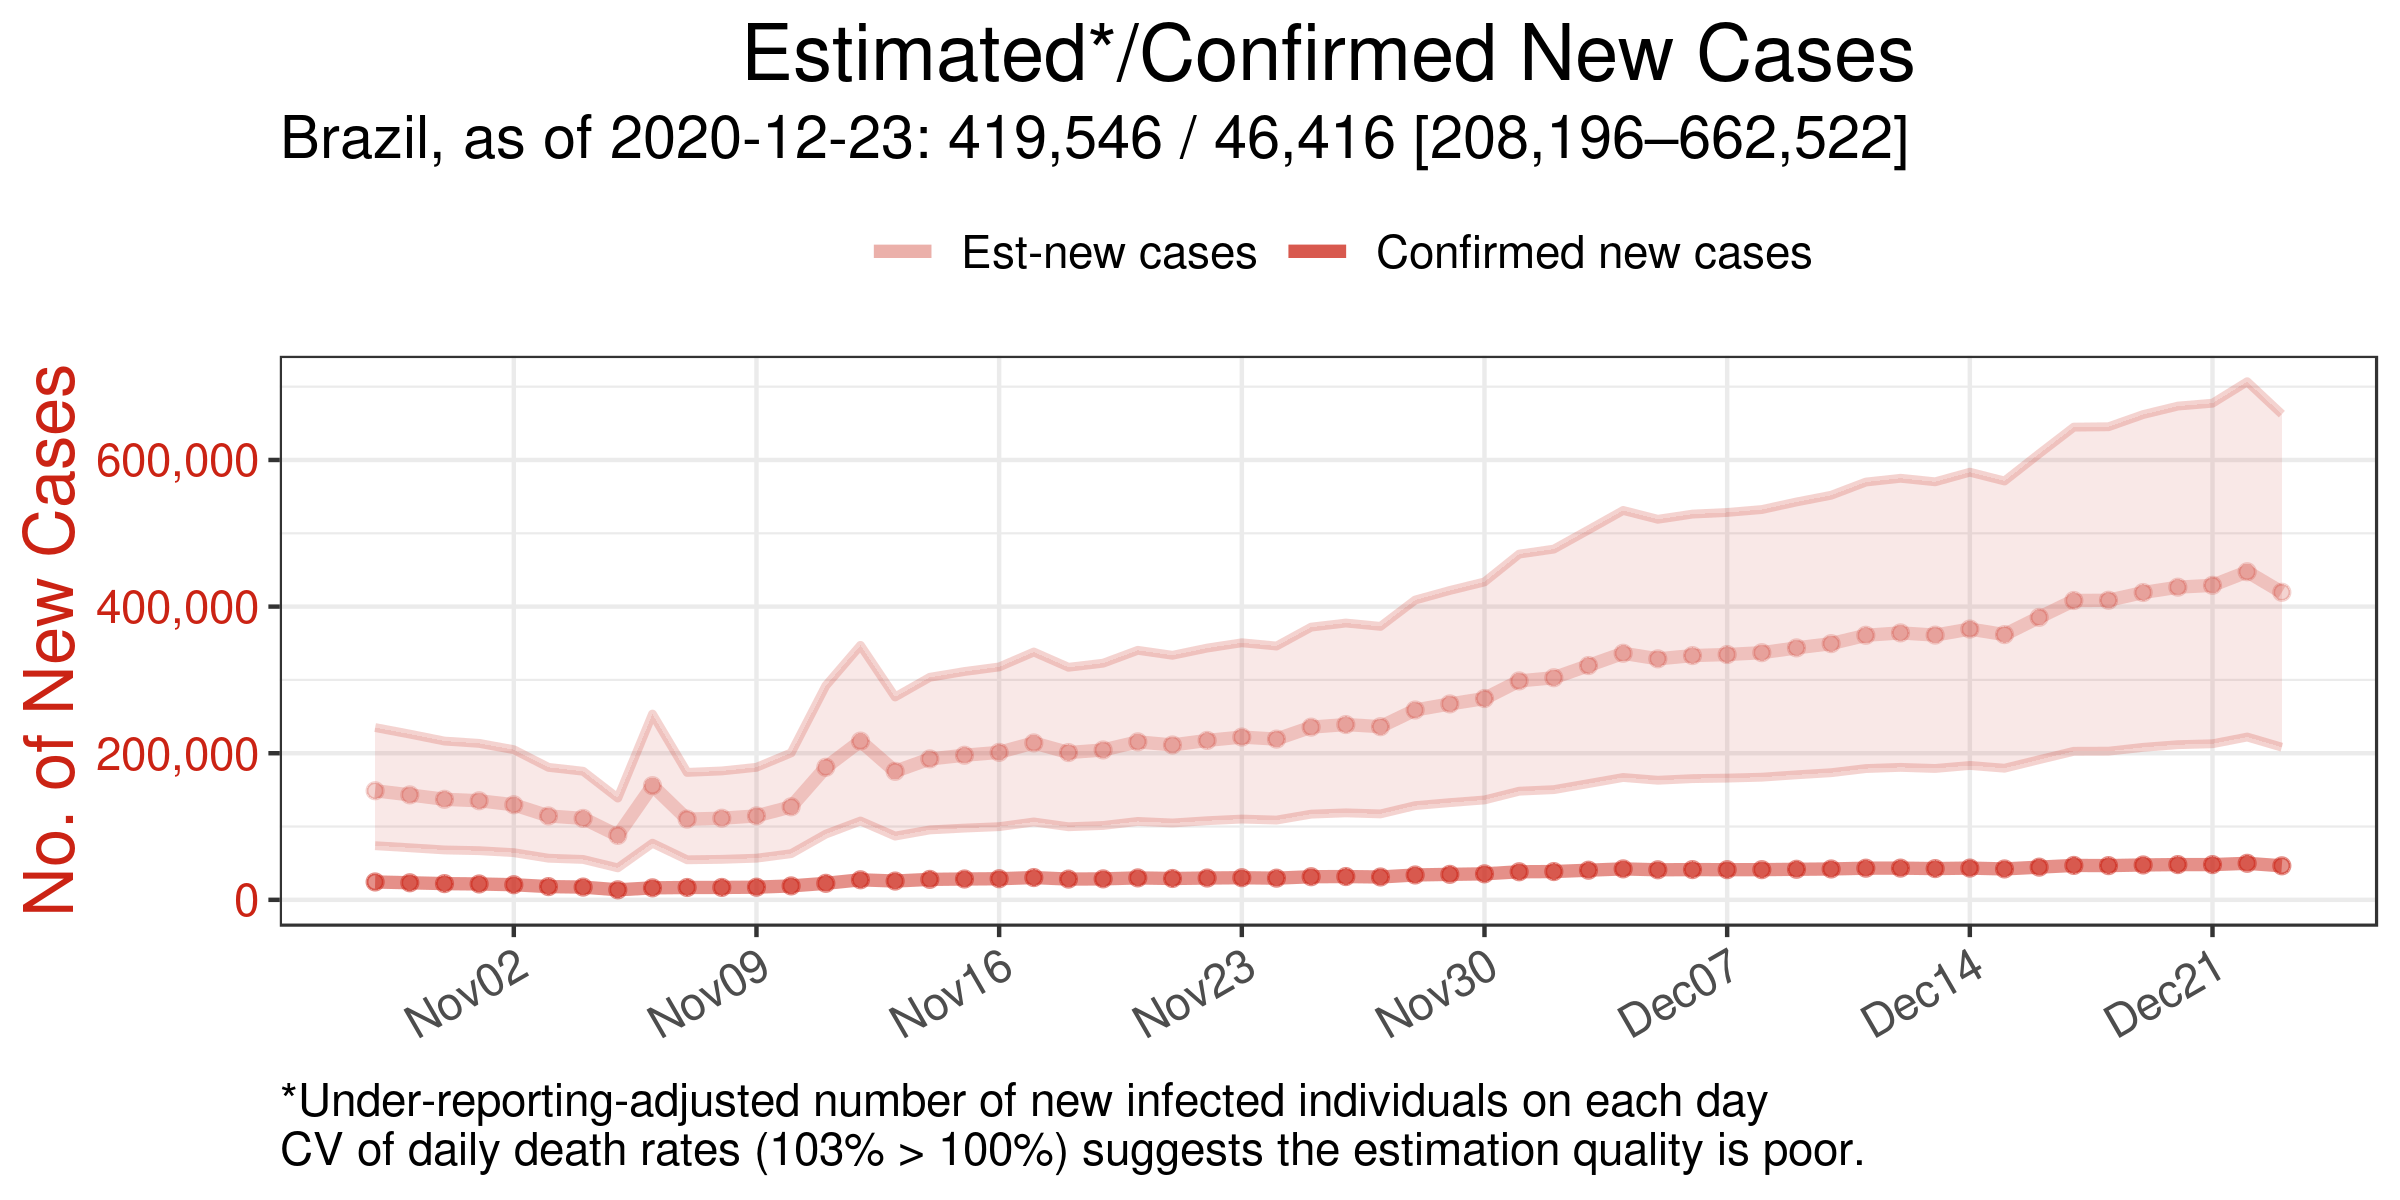 Estimated*/Confirmed New Cases
Brazil, as of 2020-12-23: 419,546 / 46,416 [208,196–662,522]
Est-new cases
Confirmed new cases
No. of New Cases
600,000
400,000
200,000
0
Nov02
Nov09
Nov16
Nov23
Nov30
Dec07
Dec14
Dec21
*Under-reporting-adjusted number of new infected individuals on each day
CV of daily death rates (103% > 100%) suggests the estimation quality is poor.